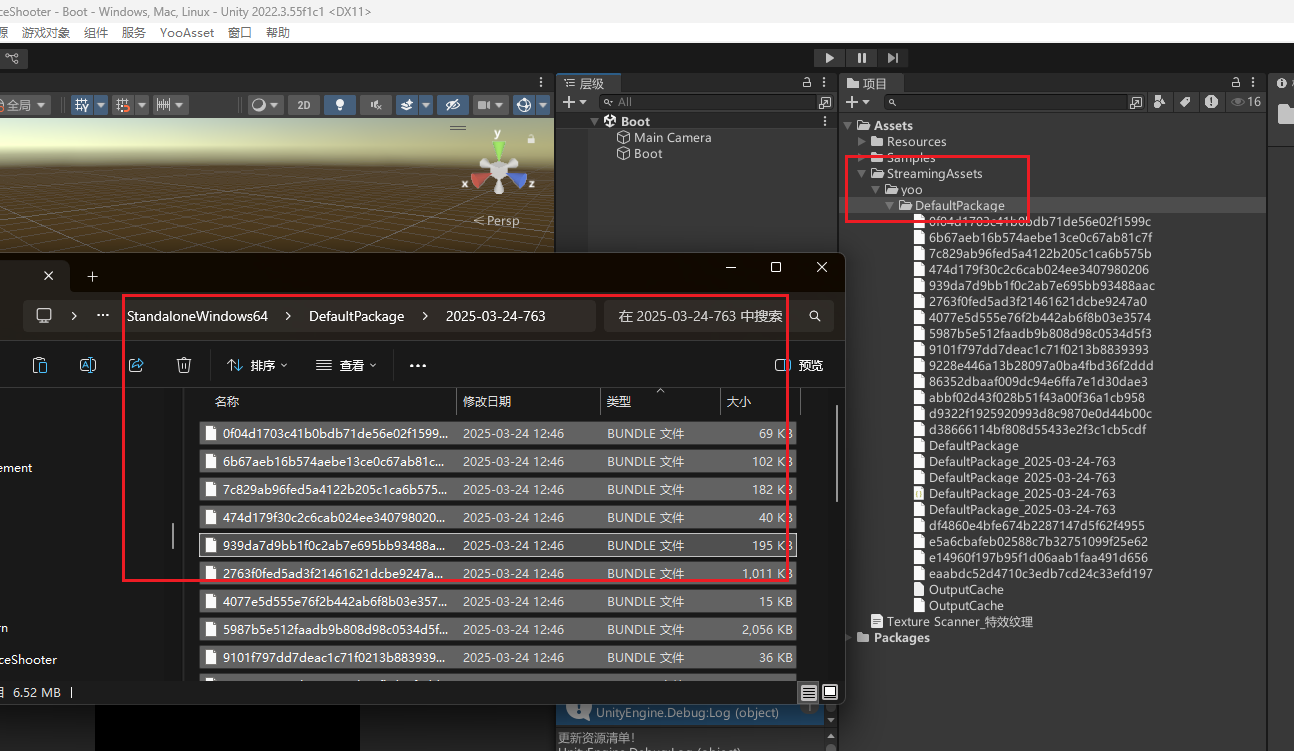 ceShooter - Boot - Windows, Mac, Linux - Unity 2022.3.55f1c1 <DX11>
源 游戏对象 组件 服务 YooAsset 窗口 帮助
全局
2D
y
x
z
< Persp
层级
All
Boot
Main Camera
Boot
项目
16
Assets
Resources
Samples
StreamingAssets
yoo
DefaultPackage
0f04d1703c41b0bdb71de56e02f1599c
6b67aeb16b574aebe13ce0c67ab81c7f
7c829ab96fed5a4122b205c1ca6b575b
474d179f30c2c6cab024ee3407980206
939da7d9bb1f0c2ab7e695bb93488aac
2763f0fed5ad3f21461621dcbe9247a0
4077e5d555e76f2b442ab6f8b03e3574
5987b5e512faadb9b808d98c0534d5f3
9101f797dd7deac1c71f0213b8839393
9228e446a13b28097a0ba4fbd36f2ddd
86352dbaaf009dc94e6ffa7e1d30dae3
abbf02d43f028b51f43a00f36a1cb958
d9322f1925920993d8c9870e0d44b00c
d38666114bf808d55433e2f3c1cb5cdf
DefaultPackage
DefaultPackage_2025-03-24-763
DefaultPackage_2025-03-24-763
DefaultPackage_2025-03-24-763
DefaultPackage_2025-03-24-763
df4860e4bfe674b2287147d5f62f4955
e5a6cbafeb02588c7b32751099f25e62
e14960f197b95f1d06aab1faa491d656
eaabdc52d4710c3edb7cd24c33efd197
OutputCache
OutputCache
Texture Scanner_特效纹理
Packages
StandaloneWindows64 > DefaultPackage > 2025-03-24-763
在 2025-03-24-763 中搜索
排序
查看
预览
名称 修改日期 类型 大小
0f04d1703c41b0bdb71de56e02f1599... 2025-03-24 12:46 BUNDLE 文件 69 KB
6b67aeb16b574aebe13ce0c67ab81c... 2025-03-24 12:46 BUNDLE 文件 102 KB
7c829ab96fed5a4122b205c1ca6b575... 2025-03-24 12:46 BUNDLE 文件 182 KB
474d179f30c2c6cab024ee340798020... 2025-03-24 12:46 BUNDLE 文件 40 KB
939da7d9bb1f0c2ab7e695bb93488a... 2025-03-24 12:46 BUNDLE 文件 195 KB
2763f0fed5ad3f21461621dcbe9247a... 2025-03-24 12:46 BUNDLE 文件 1,011 KB
4077e5d555e76f2b442ab6f8b03e357... 2025-03-24 12:46 BUNDLE 文件 15 KB
5987b5e512faadb9b808d98c0534d5f... 2025-03-24 12:46 BUNDLE 文件 2,056 KB
9101f797dd7deac1c71f0213b883939... 2025-03-24 12:46 BUNDLE 文件 36 KB
ement
rn
ceShooter
6.52 MB
UnityEngine.Debug:Log (object)
更新资源清单!
UnityEngine.Debug:Log (object)